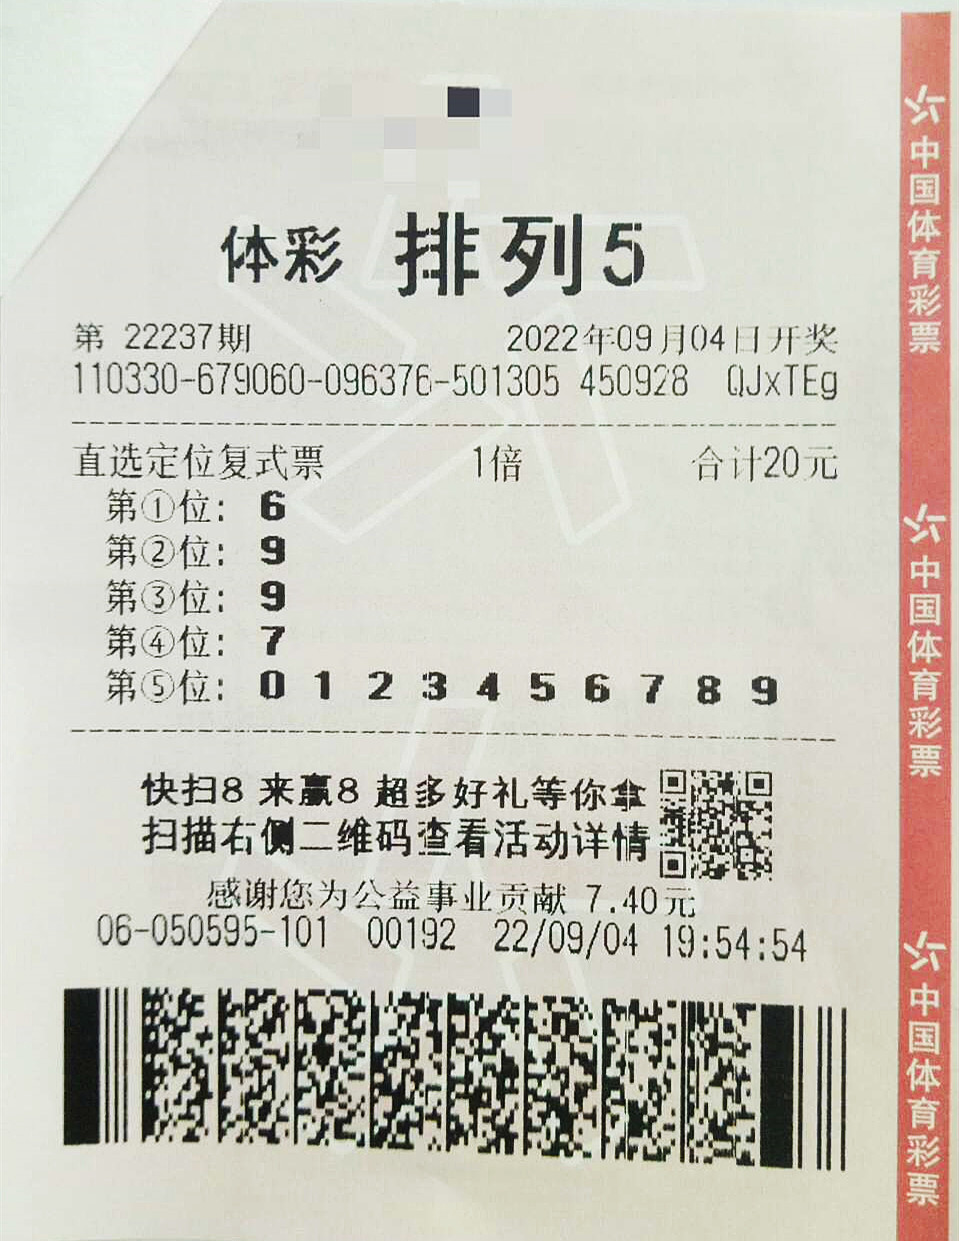 体彩 排列5
第 22237期 2022年09月04日开奖
110330-679060-096376-501305 450928 QJxTEg
直选定位复式票 1倍 合计20元
第①位: 6
第②位: 9
第③位: 9
第④位: 7
第⑤位: 0 1 2 3 4 5 6 7 8 9
快扫8 来赢8 超多好礼等你拿
扫描右侧二维码查看活动详情
感谢您为公益事业贡献 7.40元
06-050595-101 00192 22/09/04 19:54:54
中国体育彩票
中国体育彩票
中国体育彩票